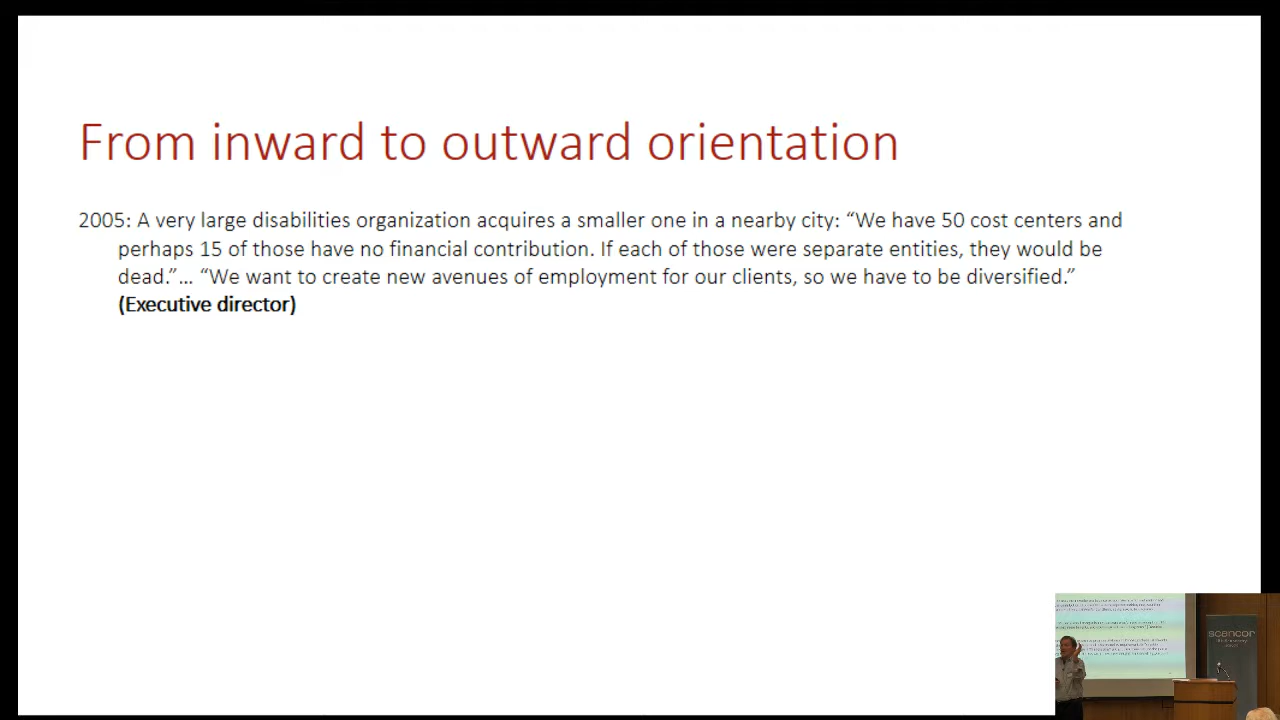 From inward to outward orientation
2005: A very large disabilities organization acquires a smaller one in a nearby city: “We have 50 cost centers and
perhaps 15 of those have no financial contribution. If each of those were separate entities, they would be
dead.”… “We want to create new avenues of employment for our clients, so we have to be diversified.”
(Executive director)
scancor